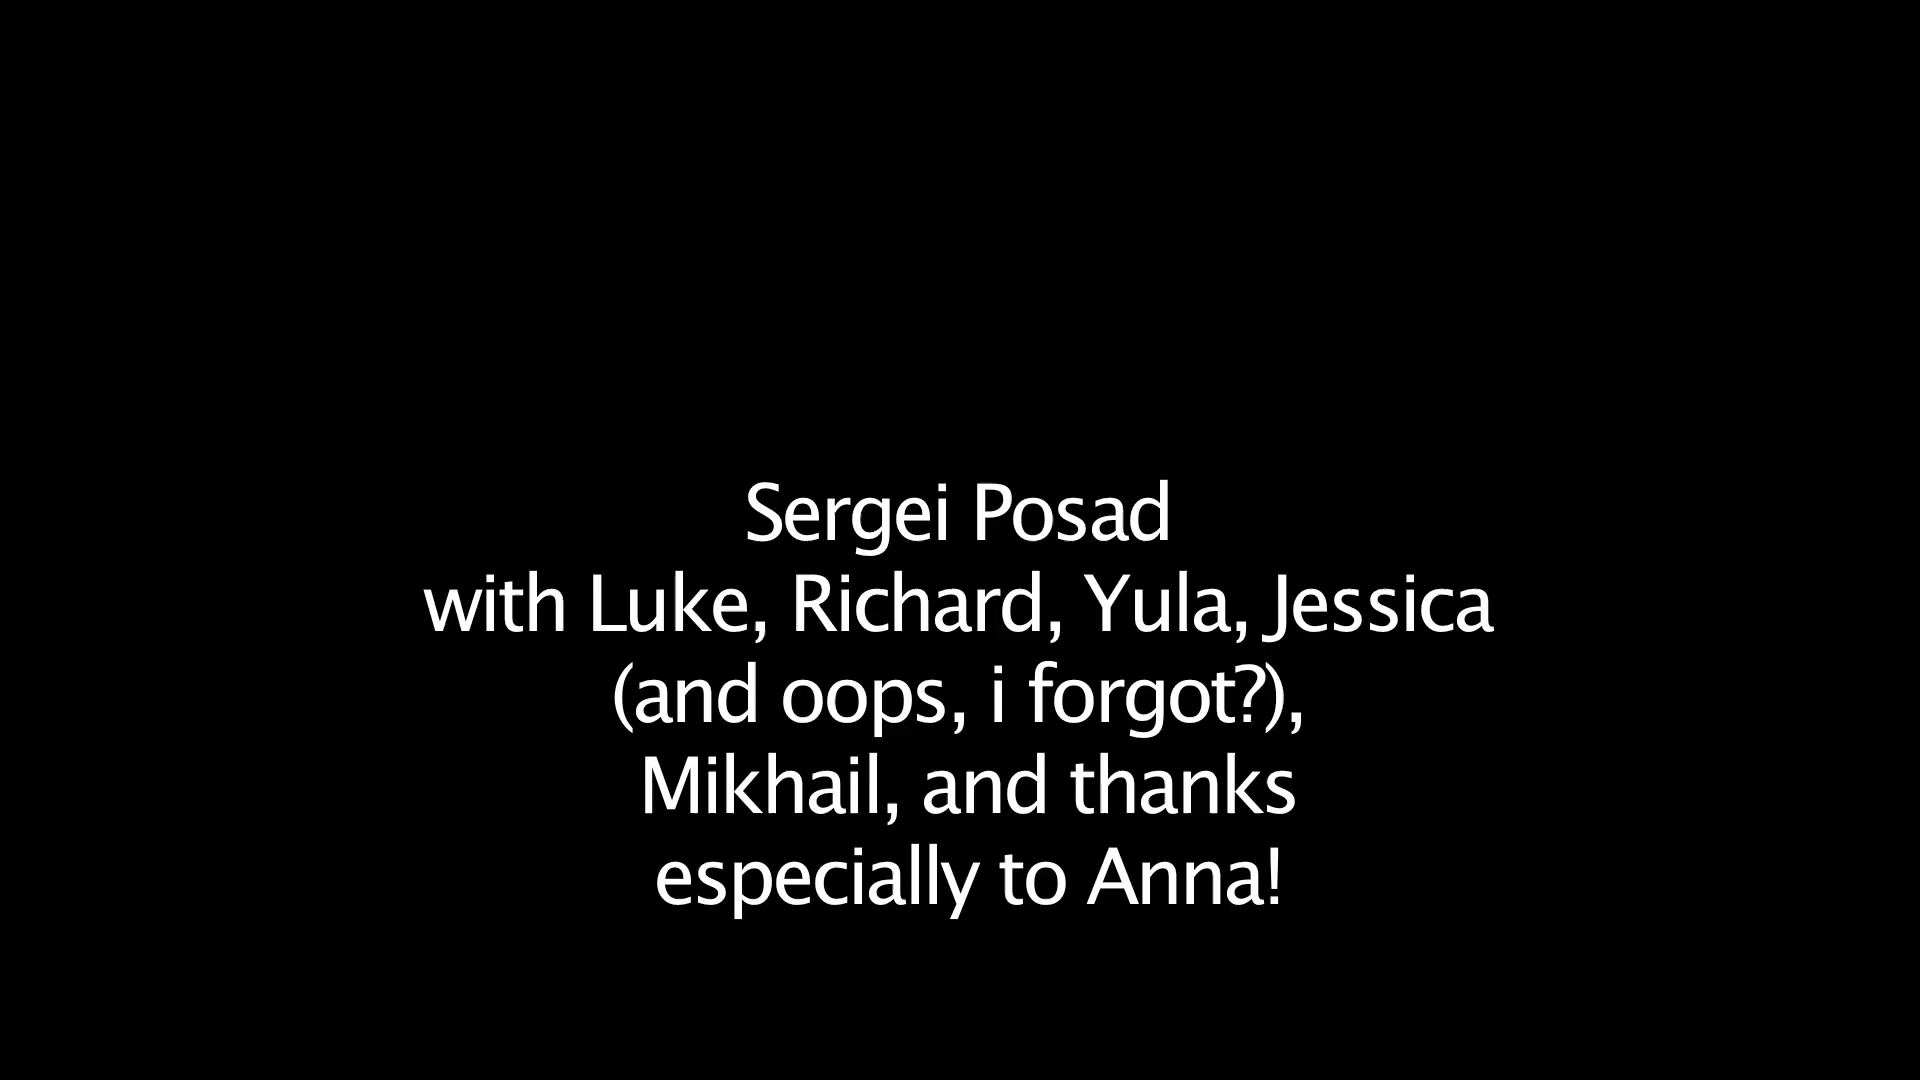 Sergei Posad
with Luke, Richard, Yula, Jessica
(and oops, i forgot?),
Mikhail, and thanks
especially to Anna!